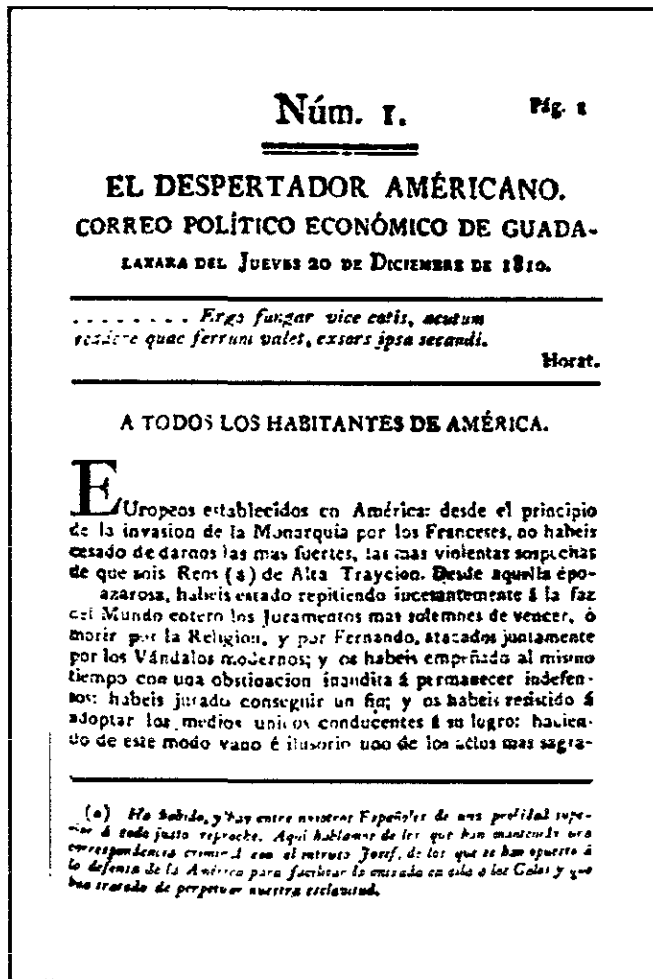 Núm. 1.
Pág. 1
EL DESPERTADOR AMÉRICANO.
CORREO POLÍTICO ECONÓMICO DE GUADA-
LAXARA DEL JUEVES 20 DE DICIEMBRE DE 1810.
. . . . . . . . Ergo fungar vice cotis, acutum
reddere quae ferrum valet, exsors ipsa secandi.
Horat.
A TODOS LOS HABITANTES DE AMÉRICA.
EUropeos establecidos en América: desde el principio
de la invasion de la Monarquía por los Franceses, no habeis
cesado de darnos las mas fuertes, las mas violentas sospechas
de que sois Reos (a) de Alta Traycion. Desde aquella épo-
azarosa, habeis estado repitiendo incesantemente á la faz
del Mundo entero los Juramentos mas solemnes de vencer, ó
morir por la Religion, y por Fernando, atacados juntamente
por los Vándalos modernos; y os habeis empeñado al mismo
tiempo con una obstinacion inaudita á permanecer indefen-
sos: habeis jurado conseguir un fin; y os habeis resistido á
adoptar los medios unicos conducentes á su logro: hacien-
do de este modo vano é ilusorio uno de los actos mas sagra-
(a) Ha habido, y hay entre nosotros Españoles de una probidad supe-
rior á todo justo reproche. Aquí hablamos de los que han mantenido una
correspondencia criminal con el intruso Josef, de los que se han opuesto á
la defensa de la América para facilitar la entrada en ella a los Galos y que
han tratado de perpetuar nuestra esclavitud.